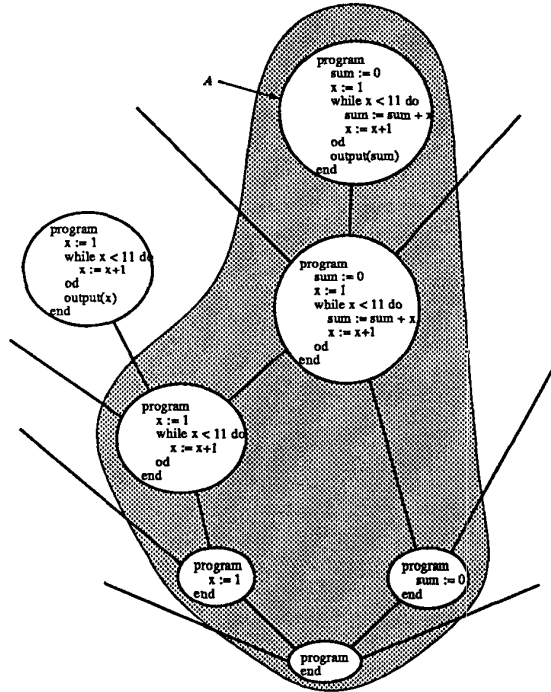 program
sum := 0
x := 1
while x < 11 do
sum := sum + x
x := x+1
od
output(sum)
end
A
program
x := 1
while x < 11 do
x := x+1
od
output(x)
end
program
sum := 0
x := 1
while x < 11 do
sum := sum + x
x := x+1
od
end
program
x := 1
while x < 11 do
x := x+1
od
end
program
x := 1
end
program
sum := 0
end
program
end